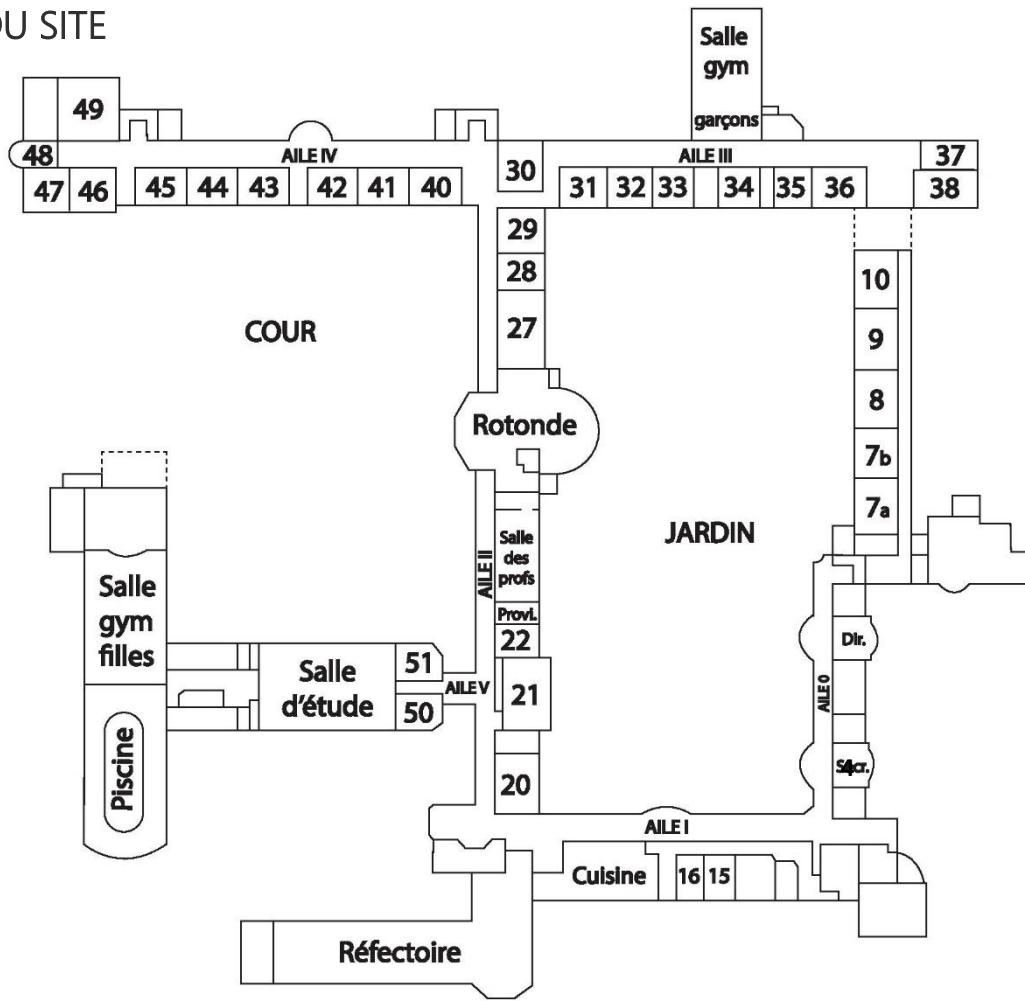 DU SITE
Salle
gym
garçons
49
48
AILE IV
AILE III
37
30
47 46 45 44 43 42 41 40
31 32 33 34 35 36 38
29
28
10
27
COUR
9
8
Rotonde
7b
7a
JARDIN
Salle
des
profs
AILE II
Provi.
22
Salle
gym
filles
51
Salle
d'étude
AILE V
50
21
Dir.
AILE 0
Piscine
20
AILE I
Cuisine
16 15
Réfectoire